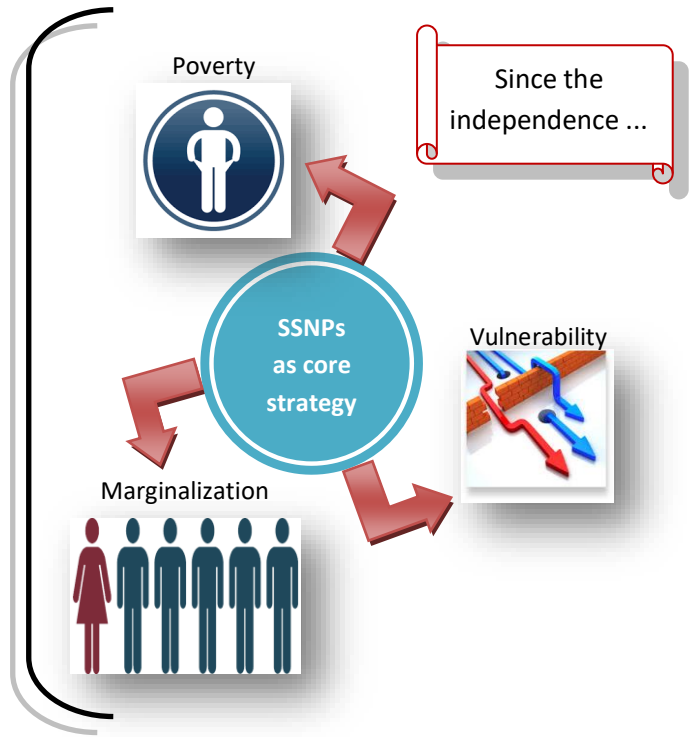 Poverty
Since the
independence ...
SSNPs
as core
strategy
Vulnerability
Marginalization